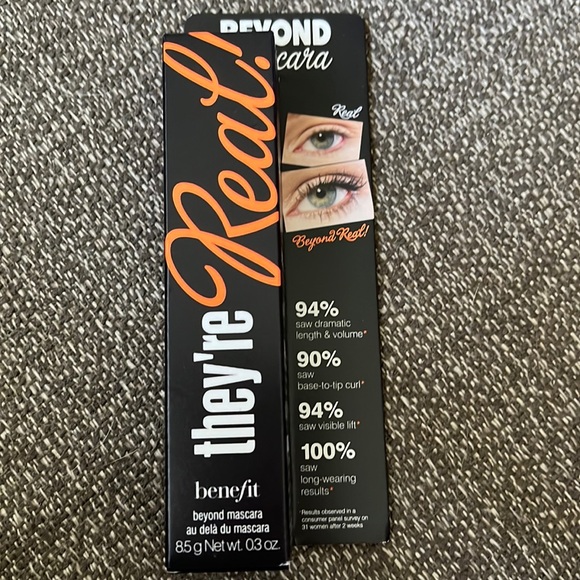 they're Real!
benefit
beyond mascara
au delà du mascara
8.5 g Net wt. 0.3 oz.
BEYOND
cara
Real
Beyond Real!
94%
saw dramatic
length & volume*
90%
saw
base-to-tip curl*
94%
saw visible lift*
100%
saw
long-wearing
results*
*Results observed in a
consumer panel survey on
31 women after 2 weeks